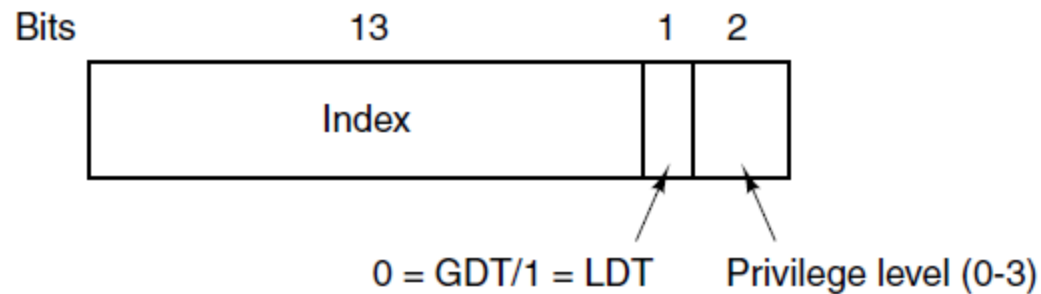 Bits 13 1 2
Index
0 = GDT/1 = LDT Privilege level (0-3)